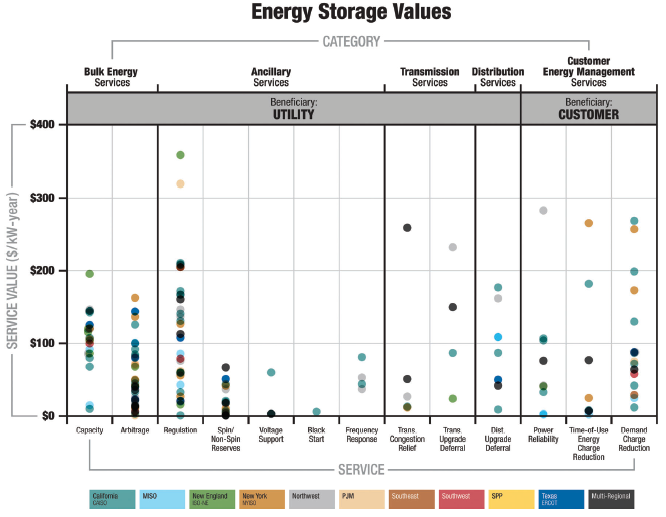 Energy Storage Values
CATEGORY
Bulk Energy
Services
Ancillary
Services
Transmission
Services
Distribution
Services
Customer
Energy Management
Services
Beneficiary:
UTILITY
Beneficiary:
CUSTOMER
SERVICE VALUE ($/kW-year)
$400
$300
$200
$100
$0
Capacity
Arbitrage
Regulation
Spin/
Non-Spin
Reserves
Voltage
Support
Black
Start
Frequency
Response
Trans.
Congestion
Relief
Trans.
Upgrade
Deferral
Dist.
Upgrade
Deferral
Power
Reliability
Time-of-Use
Energy
Charge
Reduction
Demand
Charge
Reduction
SERVICE
California
CAISO
MISO
New England
ISO-NE
New York
NYISO
Northwest
PJM
Southeast
Southwest
SPP
Texas
ERCOT
Multi-Regional